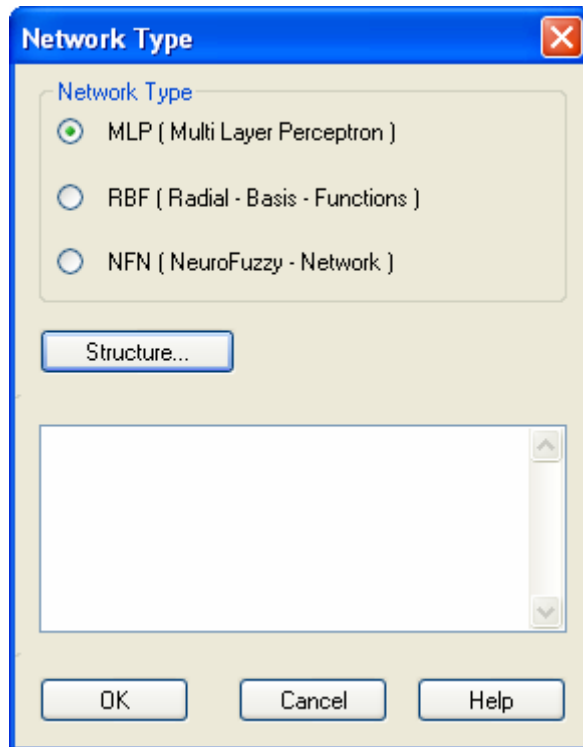 Network Type
Network Type
MLP ( Multi Layer Perceptron )
RBF ( Radial - Basis - Functions )
NFN ( NeuroFuzzy - Network )
Structure...
OK Cancel Help